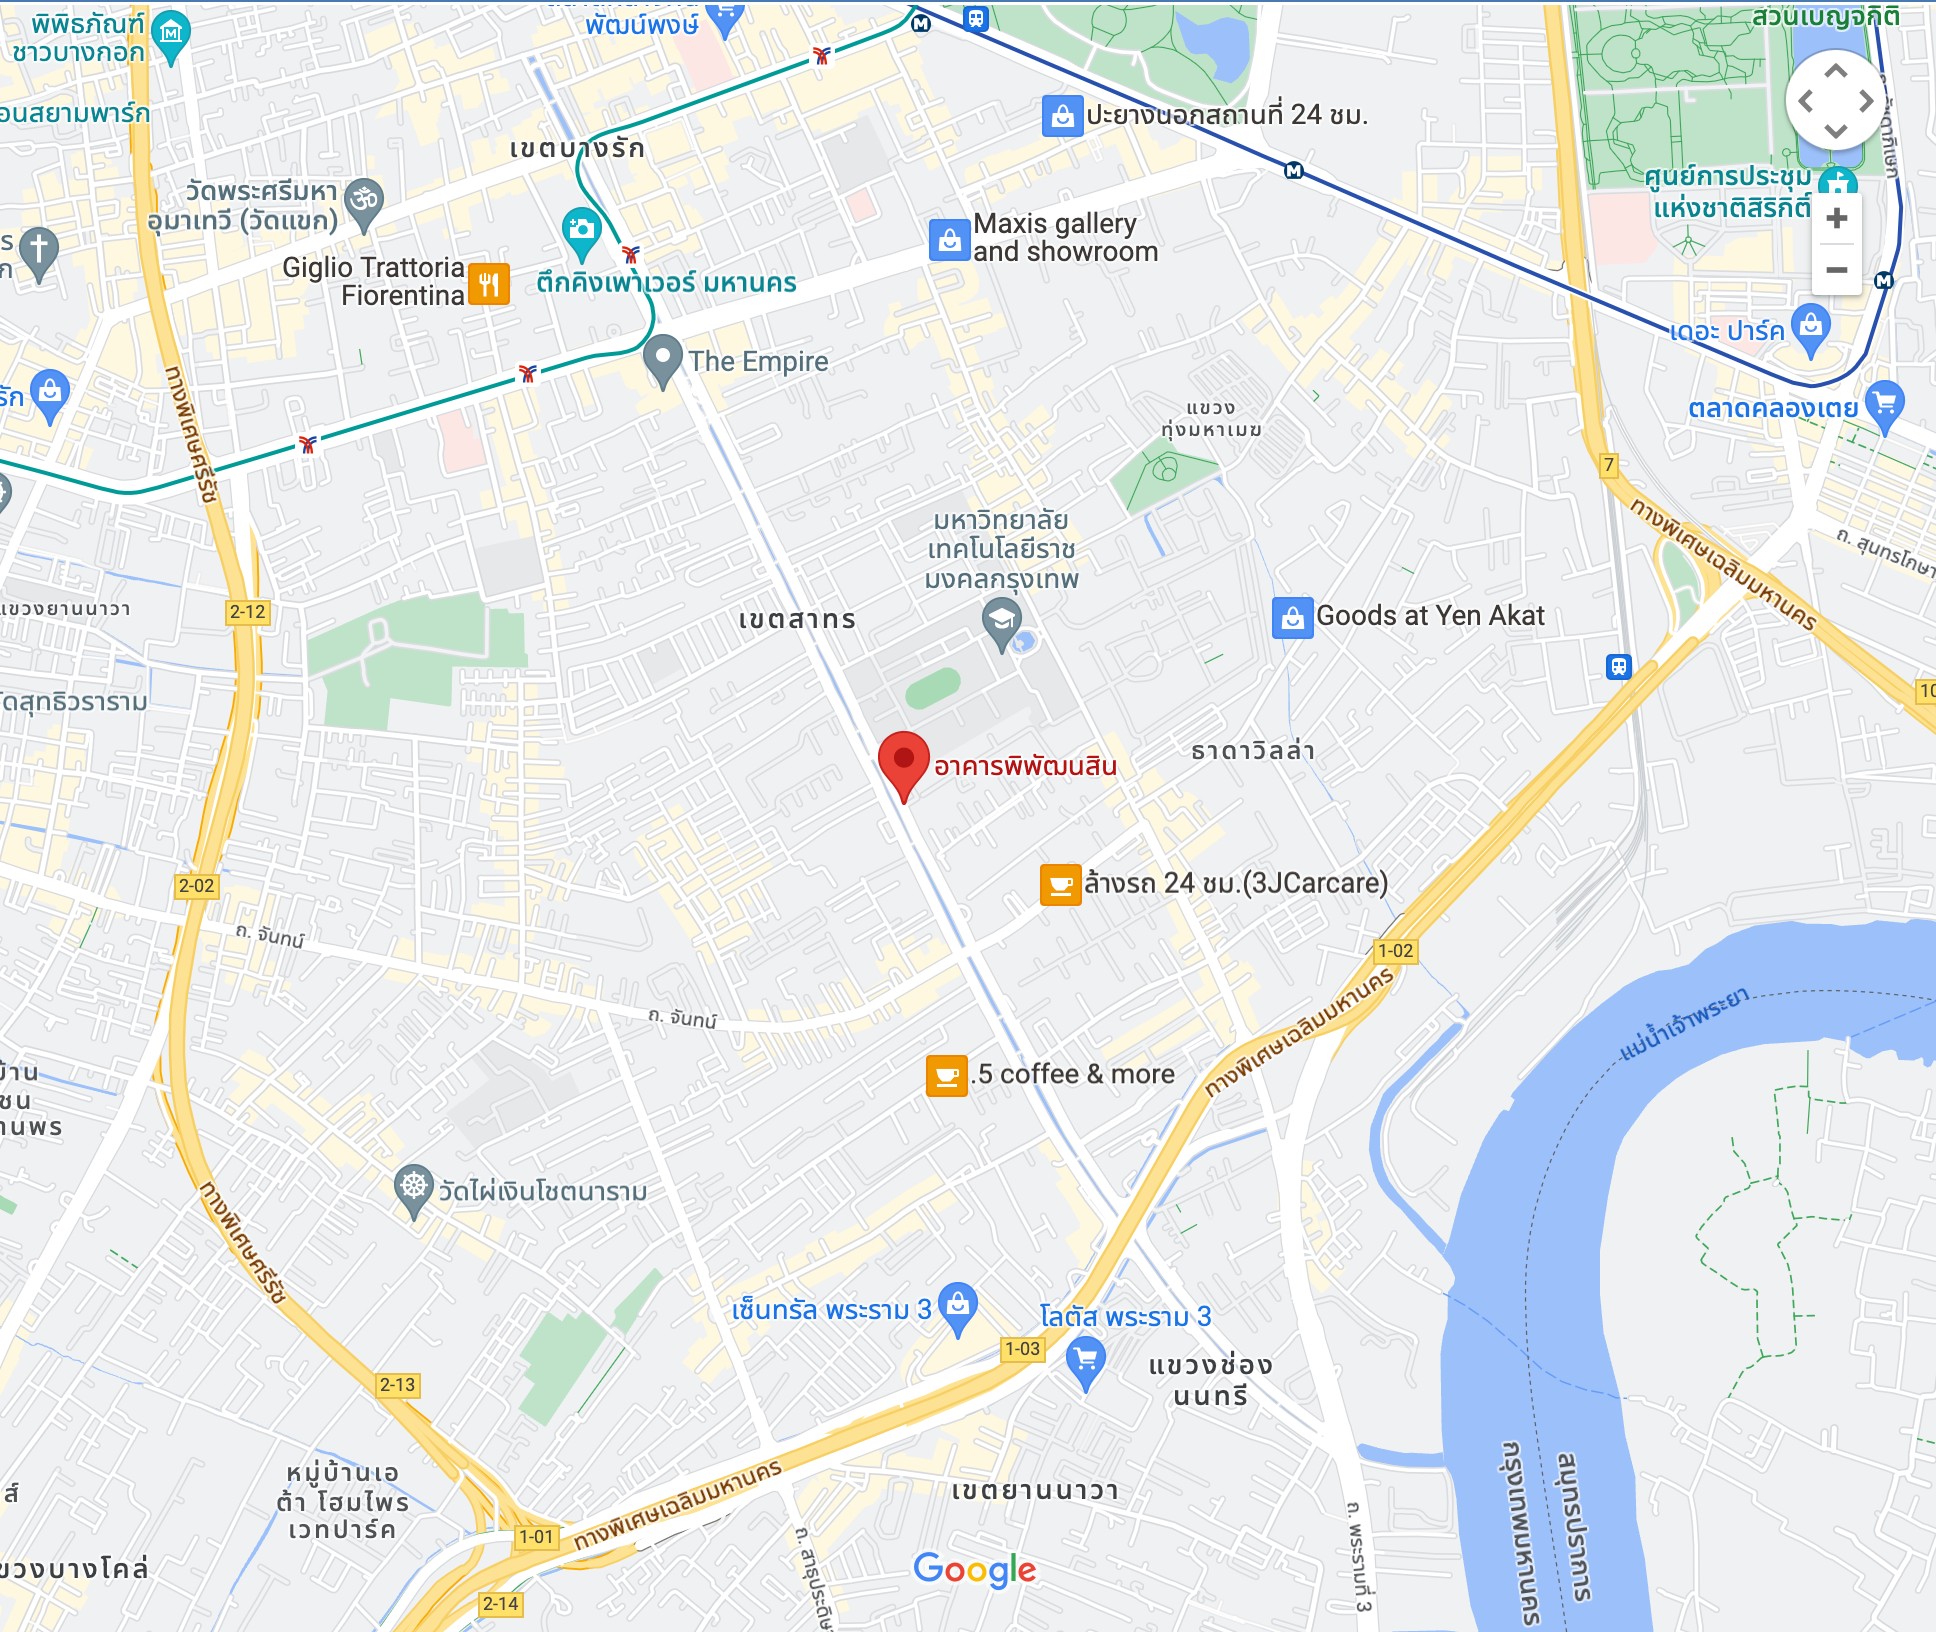 พิพิธภัณฑ์
ชาวบางกอก
พัฒน์พงษ์
สวนเบญจกิติ
อนสยามพาร์ก
ปะยางนอกสถานที่ 24 ชม.
เขตบางรัก
วัดพระศรีมหา
อุมาเทวี (วัดแขก)
ศูนย์การประชุม
แห่งชาติสิริกิติ์
Maxis gallery
and showroom
Giglio Trattoria
Fiorentina
ตึกคิงเพาเวอร์ มหานคร
เดอะ ปาร์ค
The Empire
ทางพิเศษศรีรัช
รัก
ตลาดคลองเตย
แขวง
ทุ่งมหาเมฆ
7
ทางพิเศษเฉลิมมหานคร
ถ. สุนทรโกษา
มหาวิทยาลัย
เทคโนโลยีราช
มงคลกรุงเทพ
แขวงยานนาวา
2-12
เขตสาทร
Goods at Yen Akat
10
ัดสุทธิวราราม
ธาดาวิลล่า
อาคารพิพัฒนสิน
2-02
ล้างรถ 24 ชม.(3JCarcare)
ถ. จันทน์
1-02
ถ. จันทน์
แม่น้ำเจ้าพระยา
ทางพิเศษเฉลิมมหานคร
.5 coffee & more
้าน
ชน
านพร
วัดไผ่เงินโชตนาราม
ทางพิเศษศรีรัช
เซ็นทรัล พระราม 3
โลตัส พระราม 3
1-03
แขวงช่อง
นนทรี
2-13
หมู่บ้านเอ
ต้า โฮมไพร
เวทปาร์ค
ส์
เขตยานนาวา
ทางพิเศษเฉลิมมหานคร
1-01
ขวงบางโคล่
2-14
ถ. สาธุประดิษ
Google
ถ. พระรามที่ 3
กรุงเทพมหานคร
สมุทรปราการ